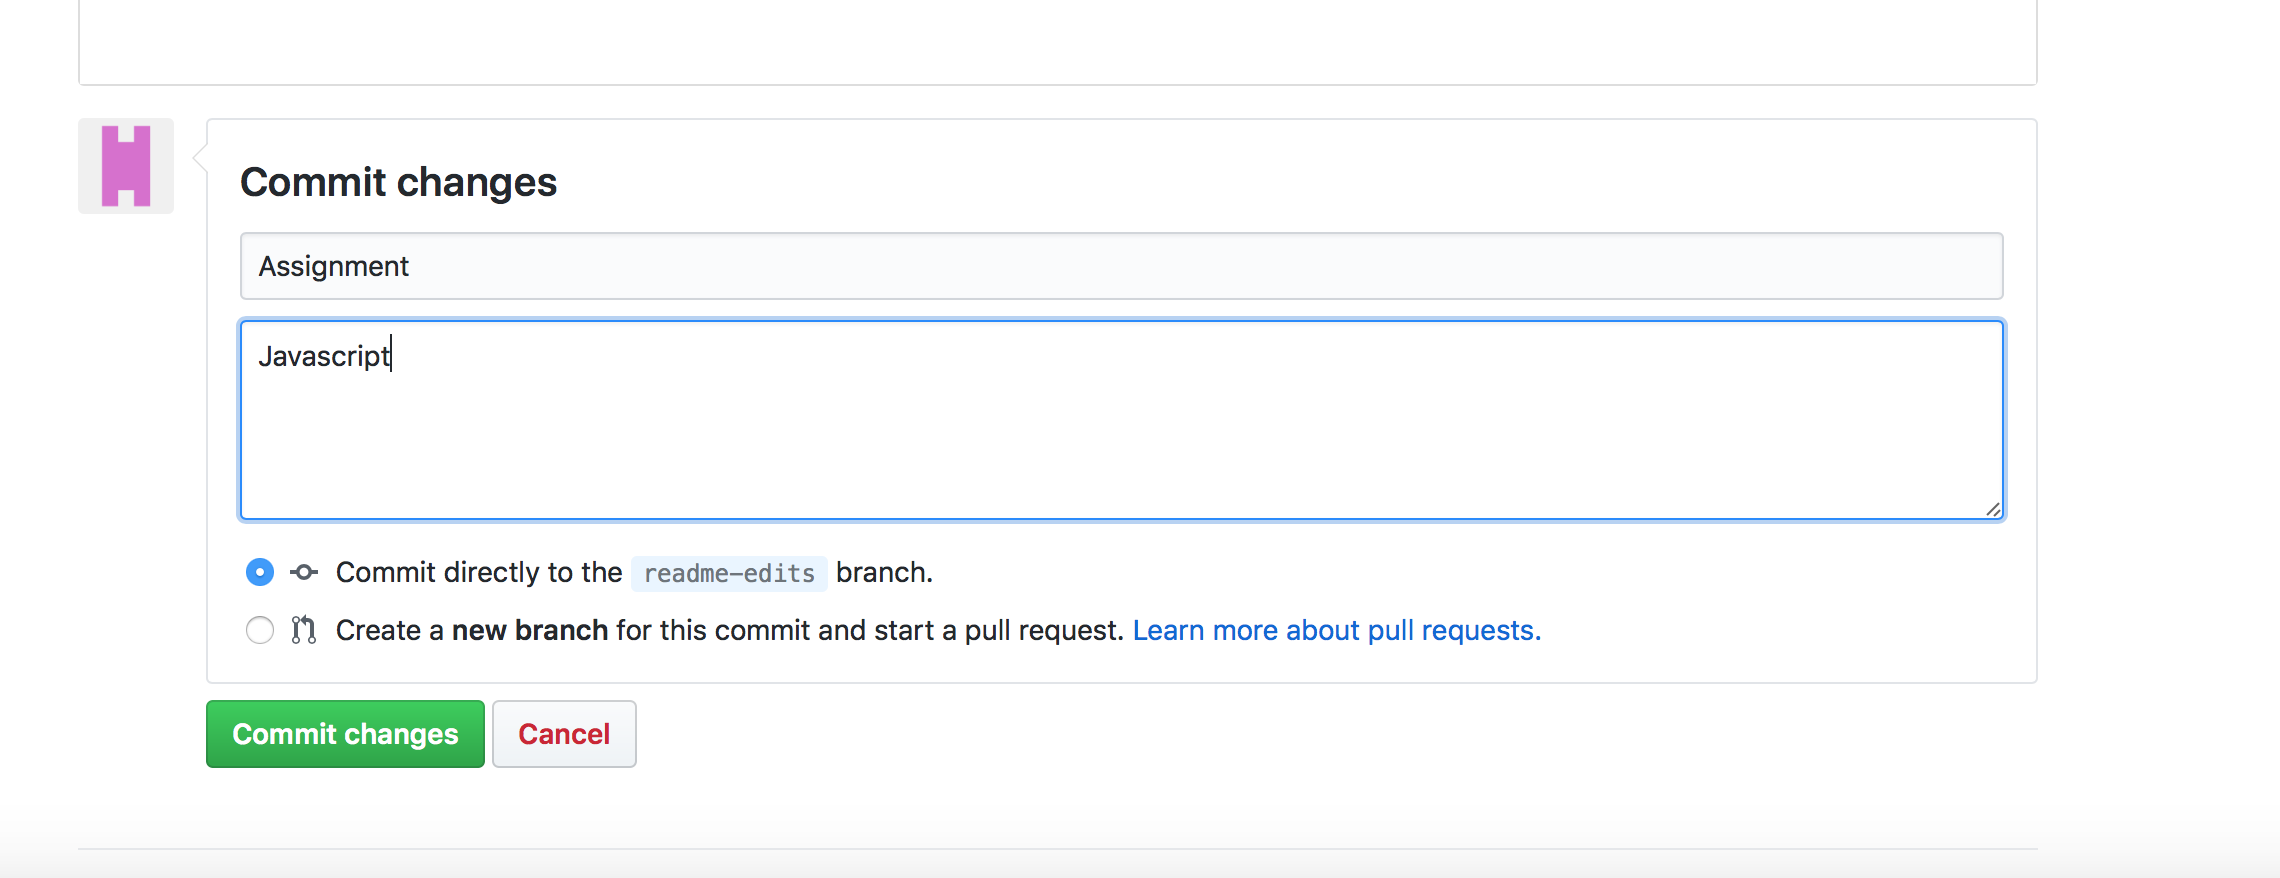 Commit changes
Assignment
Javascript
Commit directly to the readme-edits branch.
Create a new branch for this commit and start a pull request. Learn more about pull requests.
Commit changes Cancel